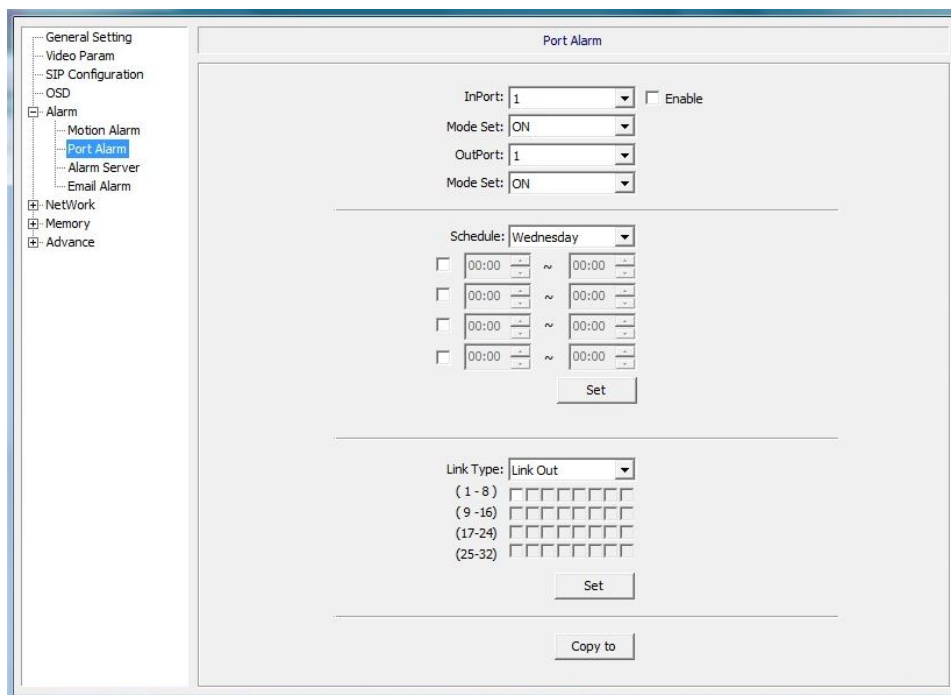 General Setting
Video Param
SIP Configuration
OSD
Alarm
Motion Alarm
Port Alarm
Alarm Server
Email Alarm
NetWork
Memory
Advance
Port Alarm
InPort: 1 Enable
Mode Set: ON
OutPort: 1
Mode Set: ON
Schedule: Wednesday
00:00 ~ 00:00
00:00 ~ 00:00
00:00 ~ 00:00
00:00 ~ 00:00
Set
Link Type: Link Out
( 1 - 8 )
( 9 -16)
(17-24)
(25-32)
Set
Copy to